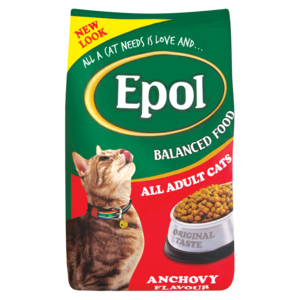 NEW
LOOK
ALL A CAT NEEDS IS LOVE AND...
Epol
BALANCED FOOD
ALL ADULT CATS
ORIGINAL
TASTE
ANCHOVY
FLAVOUR